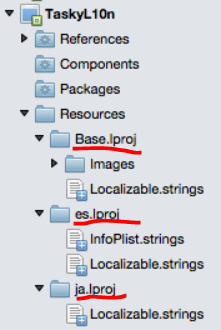 TaskyL10n
References
Components
Packages
Resources
Base.lproj
Images
Localizable.strings
es.lproj
InfoPlist.strings
Localizable.strings
ja.lproj
Localizable.strings